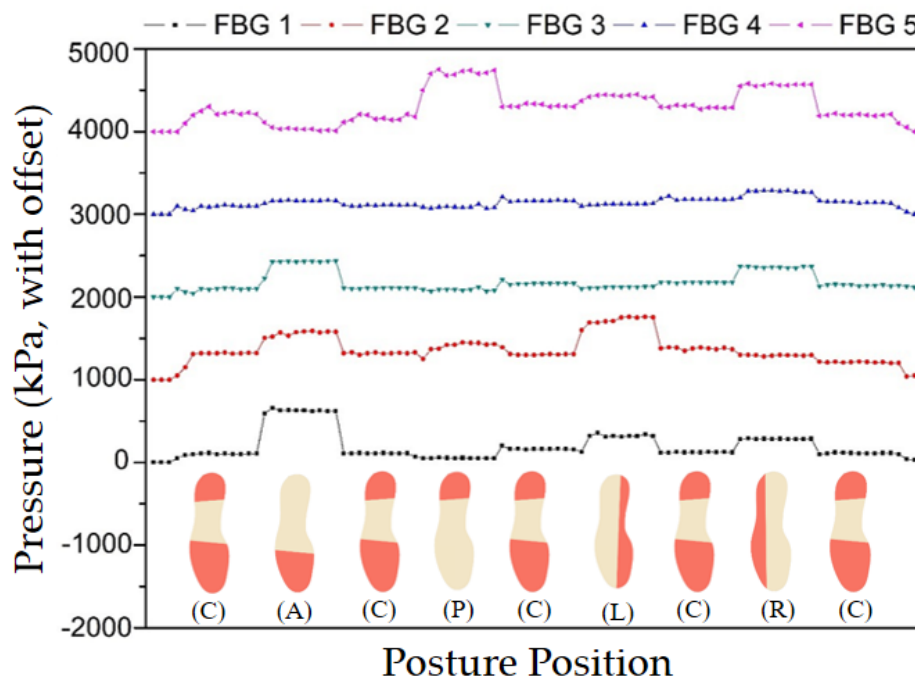 FBG 1 FBG 2 FBG 3 FBG 4 FBG 5
5000
4000
3000
2000
1000
0
-1000
-2000
Pressure (kPa, with offset)
(C) (A) (C) (P) (C) (L) (C) (R) (C)
Posture Position